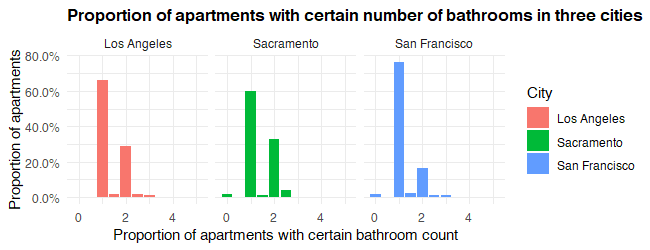 Proportion of apartments with certain number of bathrooms in three cities
Los Angeles Sacramento San Francisco
Proportion of apartments
80.0%
60.0%
40.0%
20.0%
0.0%
0 2 4 0 2 4 0 2 4
Proportion of apartments with certain bathroom count
City
Los Angeles
Sacramento
San Francisco